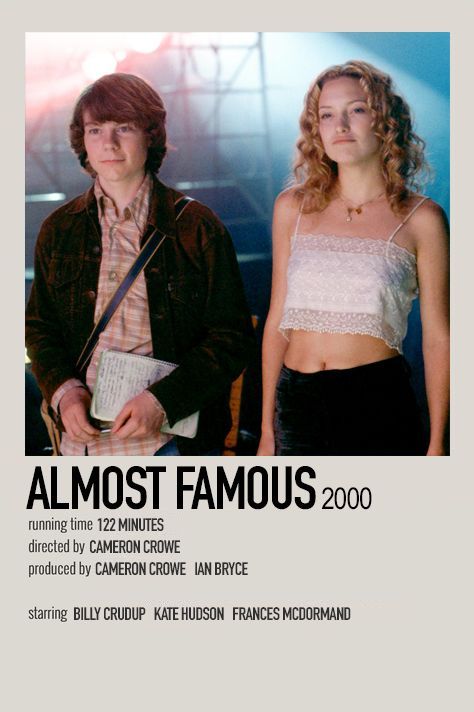 ALMOST FAMOUS 2000
running time 122 MINUTES
directed by CAMERON CROWE
produced by CAMERON CROWE IAN BRYCE
starring BILLY CRUDUP KATE HUDSON FRANCES MCDORMAND